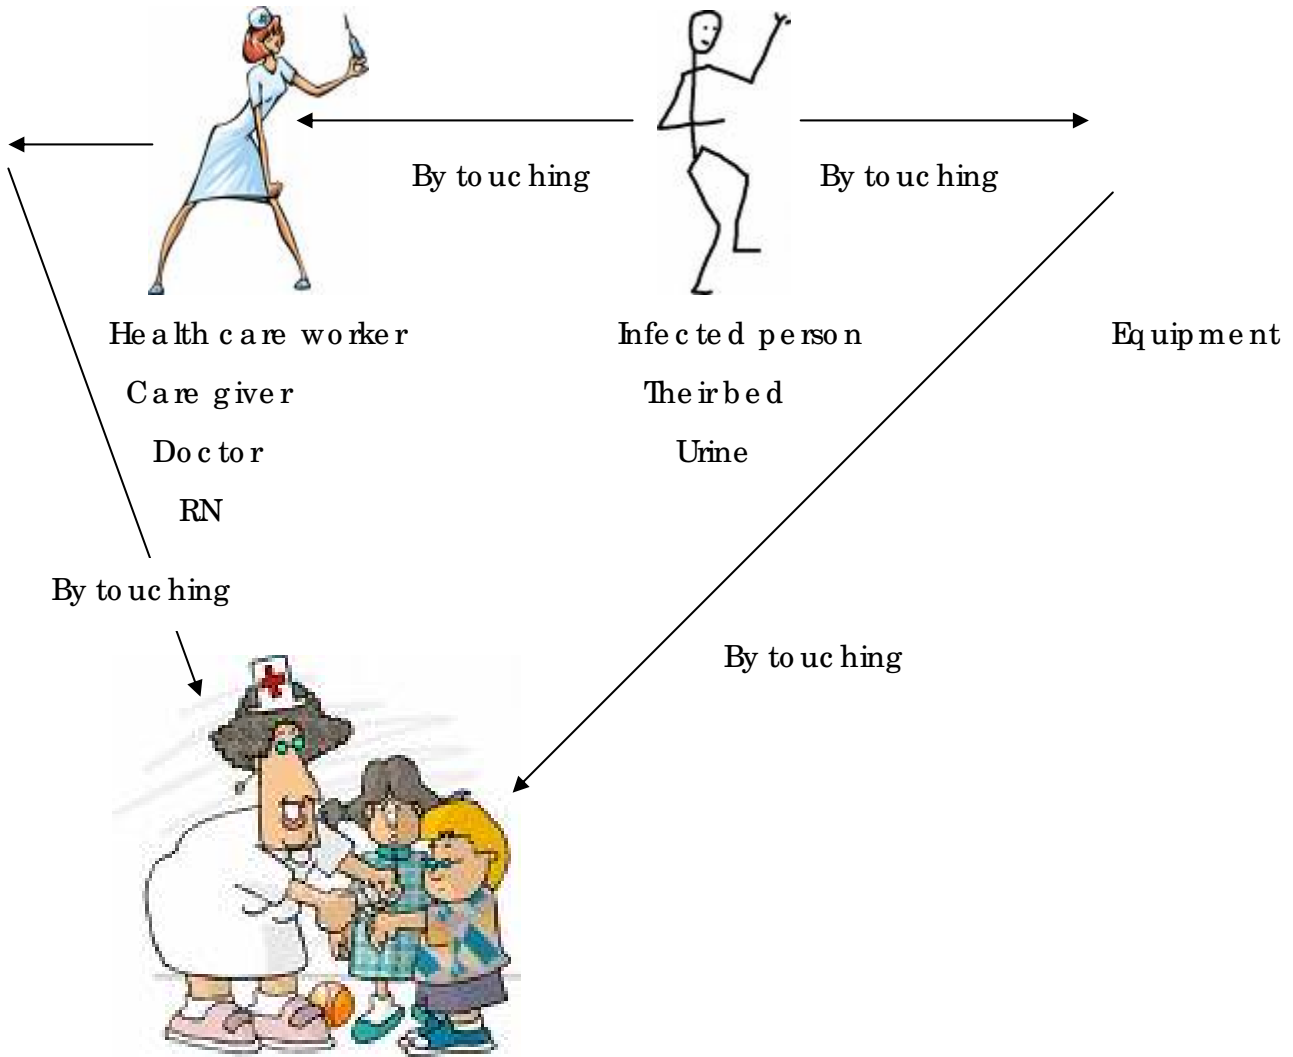 By touching
By touching
Health care worker
Infected person
Equipment
Care giver
Their bed
Doctor
Urine
RN
By touching
By touching